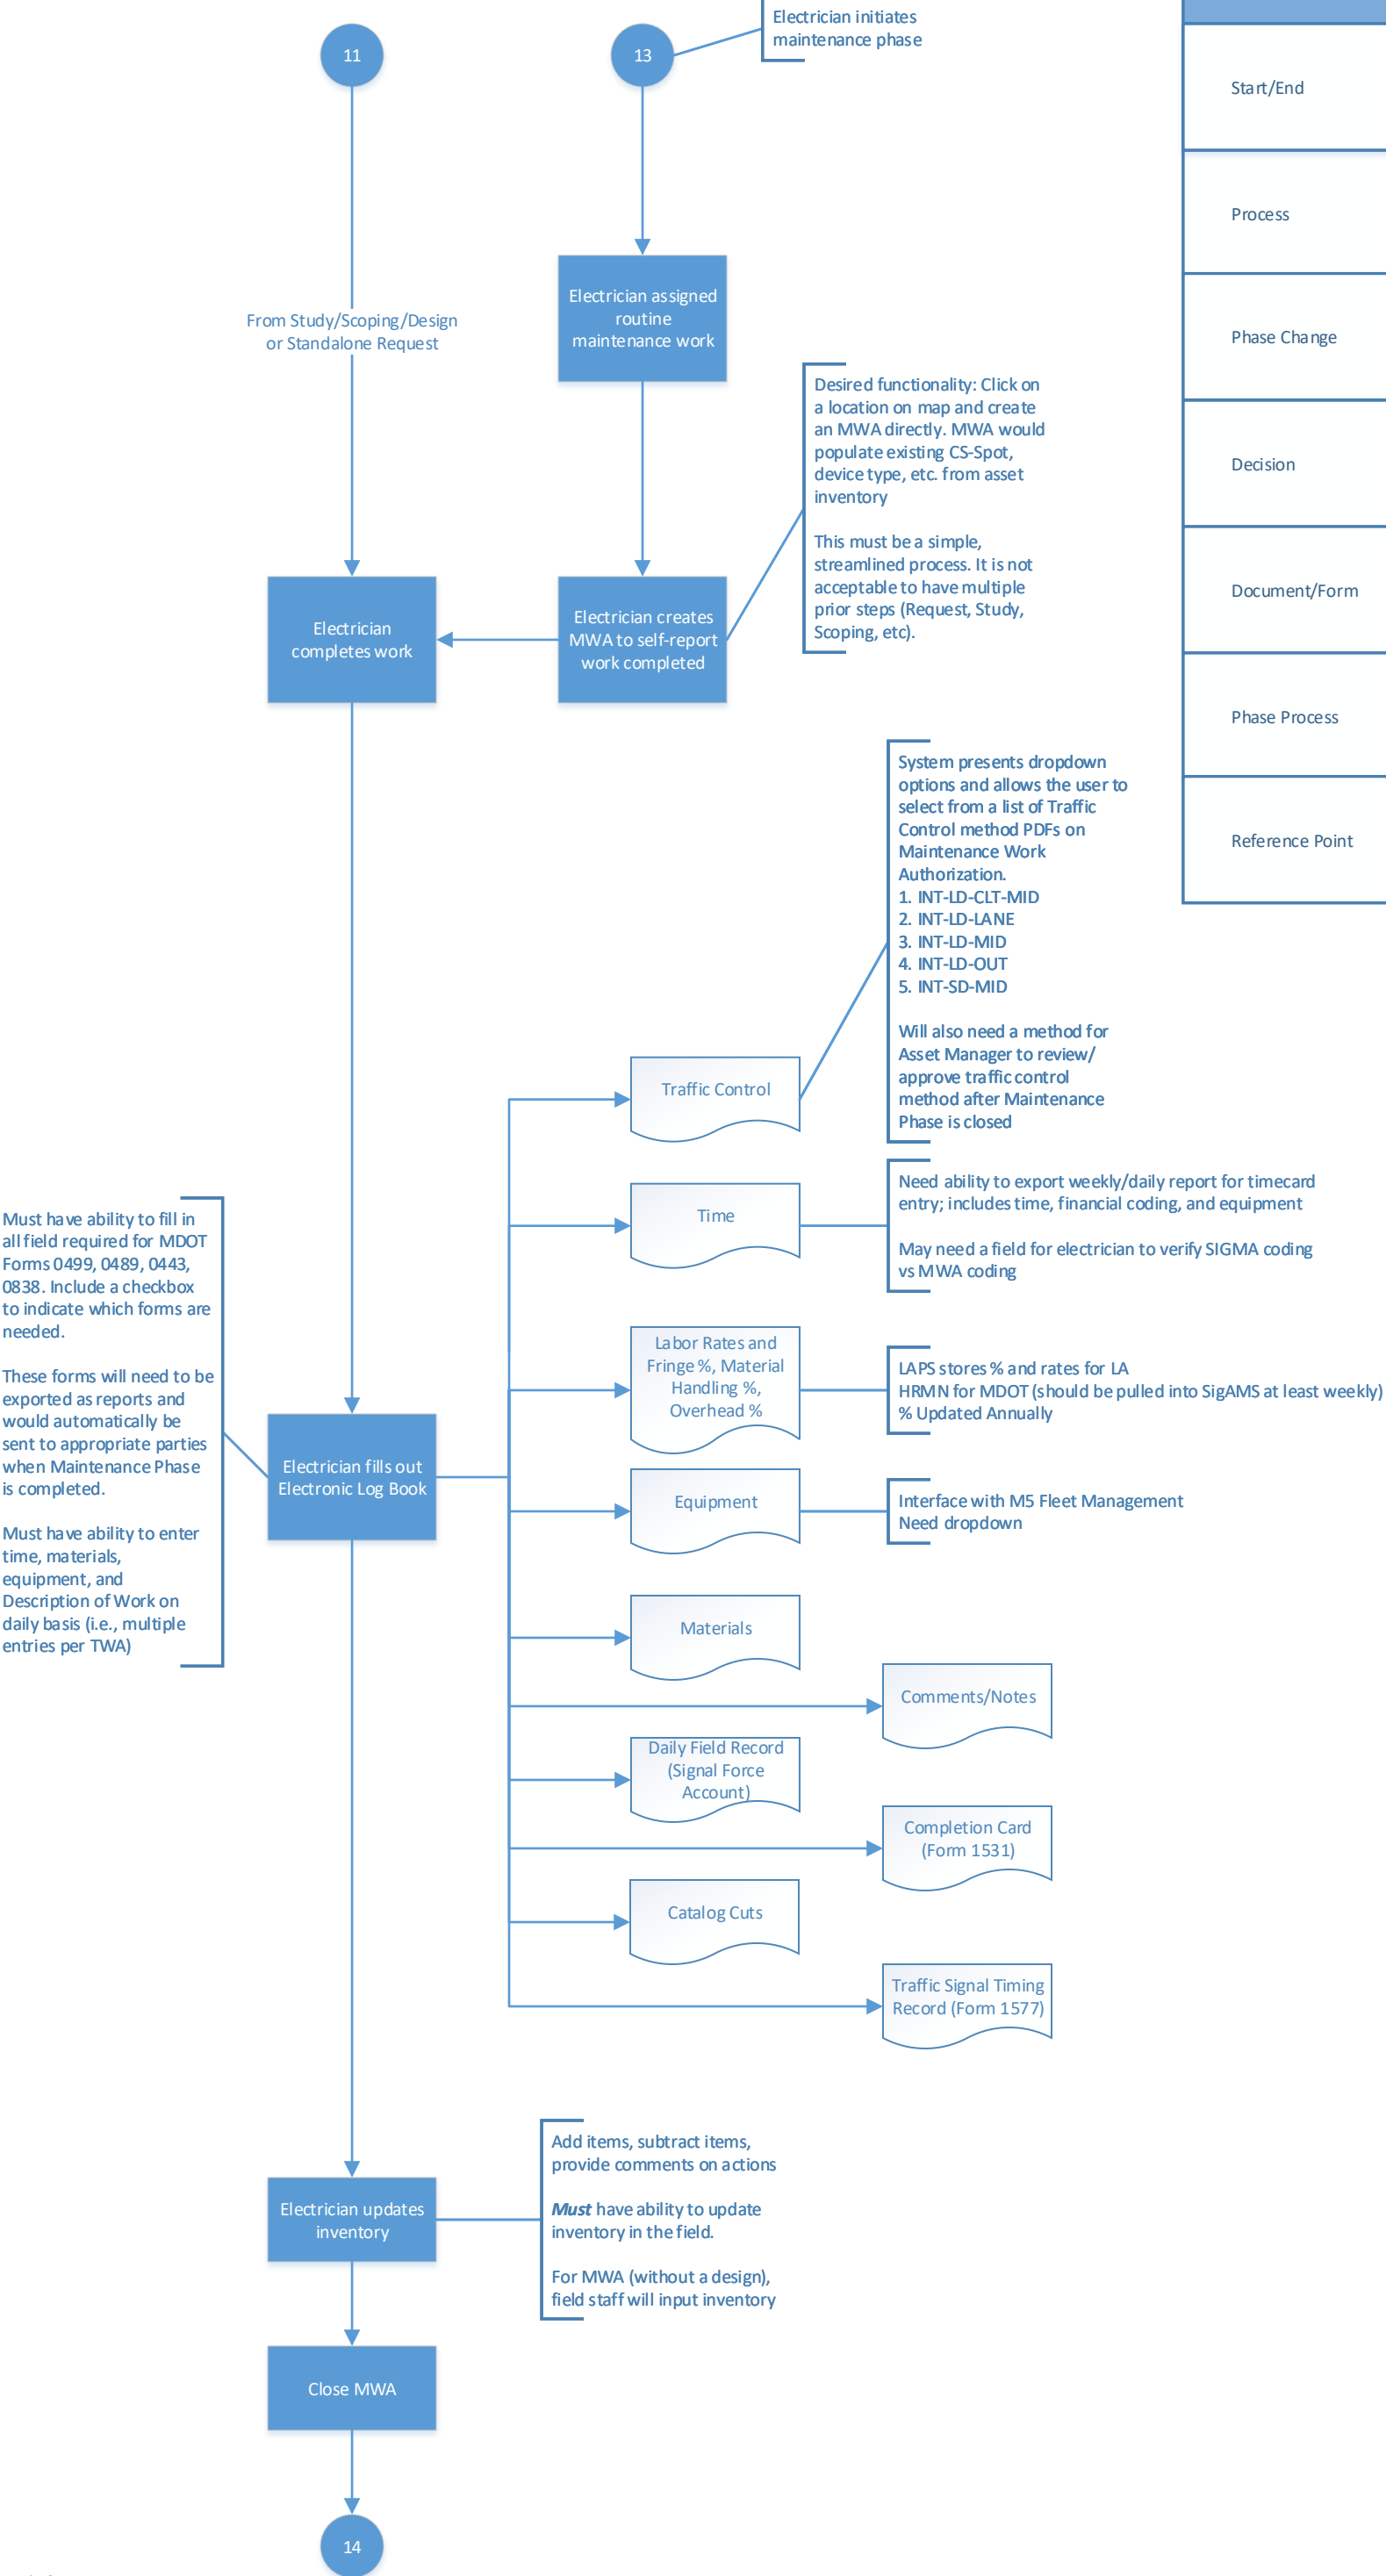 Electrician initiates
maintenance phase
11
13
Start/End
Process
Electrician assigned
routine
maintenance work
From Study/Scoping/Design
or Standalone Request
Phase Change
Desired functionality: Click on
a location on map and create
an MWA directly. MWA would
populate existing CS-Spot,
device type, etc. from asset
inventory
This must be a simple,
streamlined process. It is not
acceptable to have multiple
prior steps (Request, Study,
Scoping, etc).
Decision
Document/Form
Electrician
completes work
Electrician creates
MWA to self-report
work completed
Phase Process
Reference Point
System presents dropdown
options and allows the user to
select from a list of Traffic
Control method PDFs on
Maintenance Work
Authorization.
1. INT-LD-CLT-MID
2. INT-LD-LANE
3. INT-LD-MID
4. INT-LD-OUT
5. INT-SD-MID
Will also need a method for
Asset Manager to review/
approve traffic control
method after Maintenance
Phase is closed
Traffic Control
Time
Need ability to export weekly/daily report for timecard
entry; includes time, financial coding, and equipment
May need a field for electrician to verify SIGMA coding
vs MWA coding
Must have ability to fill in
all field required for MDOT
Forms 0499, 0489, 0443,
0838. Include a checkbox
to indicate which forms are
needed.
These forms will need to be
exported as reports and
would automatically be
sent to appropriate parties
when Maintenance Phase
is completed.
Must have ability to enter
time, materials,
equipment, and
Description of Work on
daily basis (i.e., multiple
entries per TWA)
Labor Rates and
Fringe %, Material
Handling %,
Overhead %
LAPS stores % and rates for LA
HRMN for MDOT (should be pulled into SigAMS at least weekly)
% Updated Annually
Electrician fills out
Electronic Log Book
Equipment
Interface with M5 Fleet Management
Need dropdown
Materials
Comments/Notes
Daily Field Record
(Signal Force
Account)
Completion Card
(Form 1531)
Catalog Cuts
Traffic Signal Timing
Record (Form 1577)
Add items, subtract items,
provide comments on actions
Must have ability to update
inventory in the field.
For MWA (without a design),
field staff will input inventory
Electrician updates
inventory
Close MWA
14